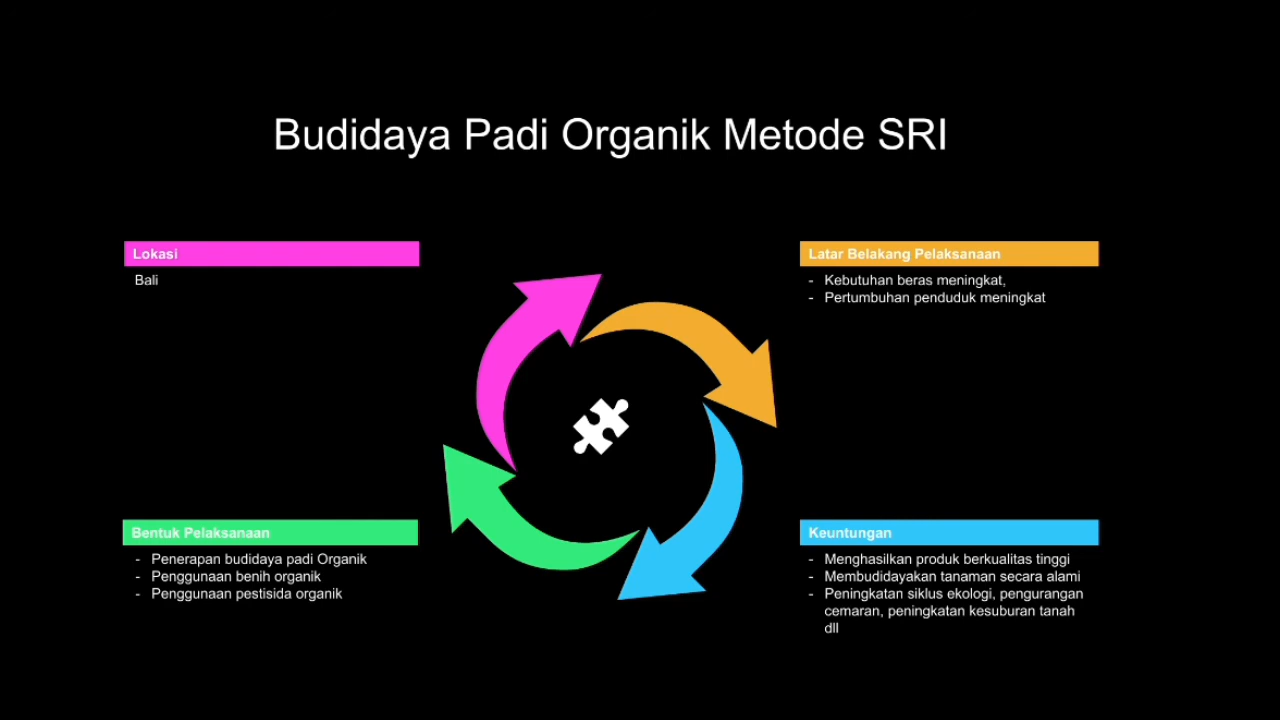 Budidaya Padi Organik Metode SRI
Lokasi
Bali
Latar Belakang Pelaksanaan
- Kebutuhan beras meningkat,
- Pertumbuhan penduduk meningkat
Bentuk Pelaksanaan
- Penerapan budidaya padi Organik
- Penggunaan benih organik
- Penggunaan pestisida organik
Keuntungan
- Menghasilkan produk berkualitas tinggi
- Membudidayakan tanaman secara alami
- Peningkatan siklus ekologi, pengurangan
cemaran, peningkatan kesuburan tanah
dll